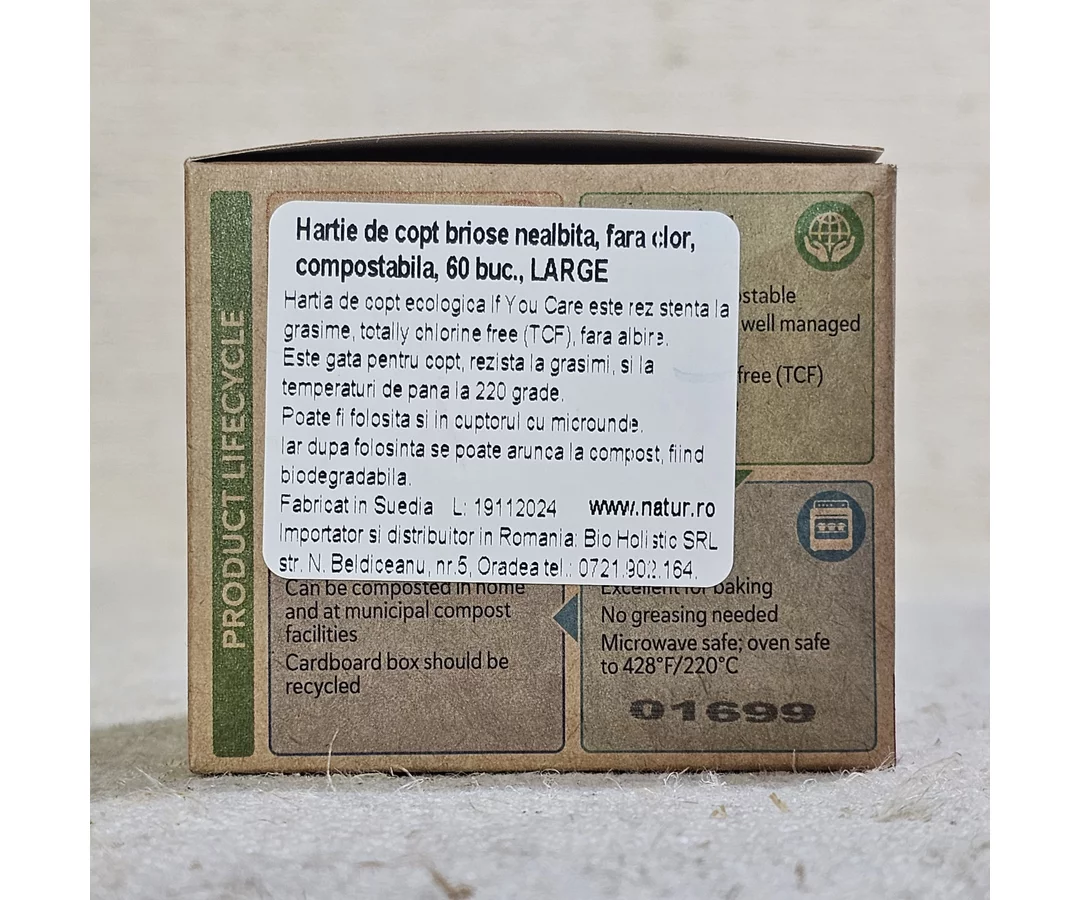 PRODUCT LIFECYCLE
Hartie de copt briose nealbita, fara clor,
compostabila, 60 buc., LARGE
Hartia de copt ecologica If You Care este rezistenta la
grasime, totally chlorine free (TCF), fara albire.
Este gata pentru copt, rezista la grasimi, si la
temperaturi de pana la 220 grade.
Poate fi folosita si in cuptorul cu microunde.
Iar dupa folosinta se poate arunca la compost, fiind
biodegradabila.
Fabricat in Suedia L: 19112024 www.natur.ro
Importator si distribuitor in Romania: Bio Holistic SRL
str. N. Beldiceanu, nr.5, Oradea tel.: 0721.902.164.
well managed
free (TCF)
Can be composted in home
and at municipal compost
facilities
Cardboard box should be
recycled
Excellent for baking
No greasing needed
Microwave safe; oven safe
to 428°F/220°C
01699